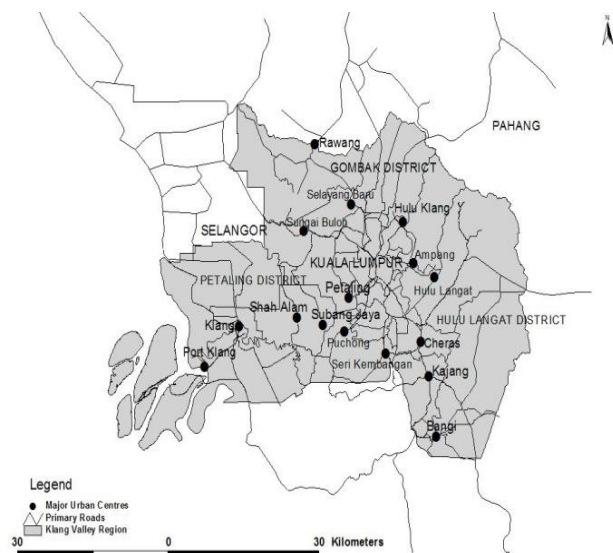 N
PAHANG
Rawang
GOMBAK DISTRICT
Selayang Baru
Hulu Klang
SELANGOR
Sungai Buloh
KUALA LUMPUR
Ampang
PETALING DISTRICT
Petaling
Hulu Langat
Shah Alam
Subang Jaya
HULU LANGAT DISTRICT
Klang
Puchong
Cheras
Port Klang
Seri Kembangan
Kajang
Bangi
Legend
Major Urban Centres
Primary Roads
Klang Valley Region
30 0 30 Kilometers